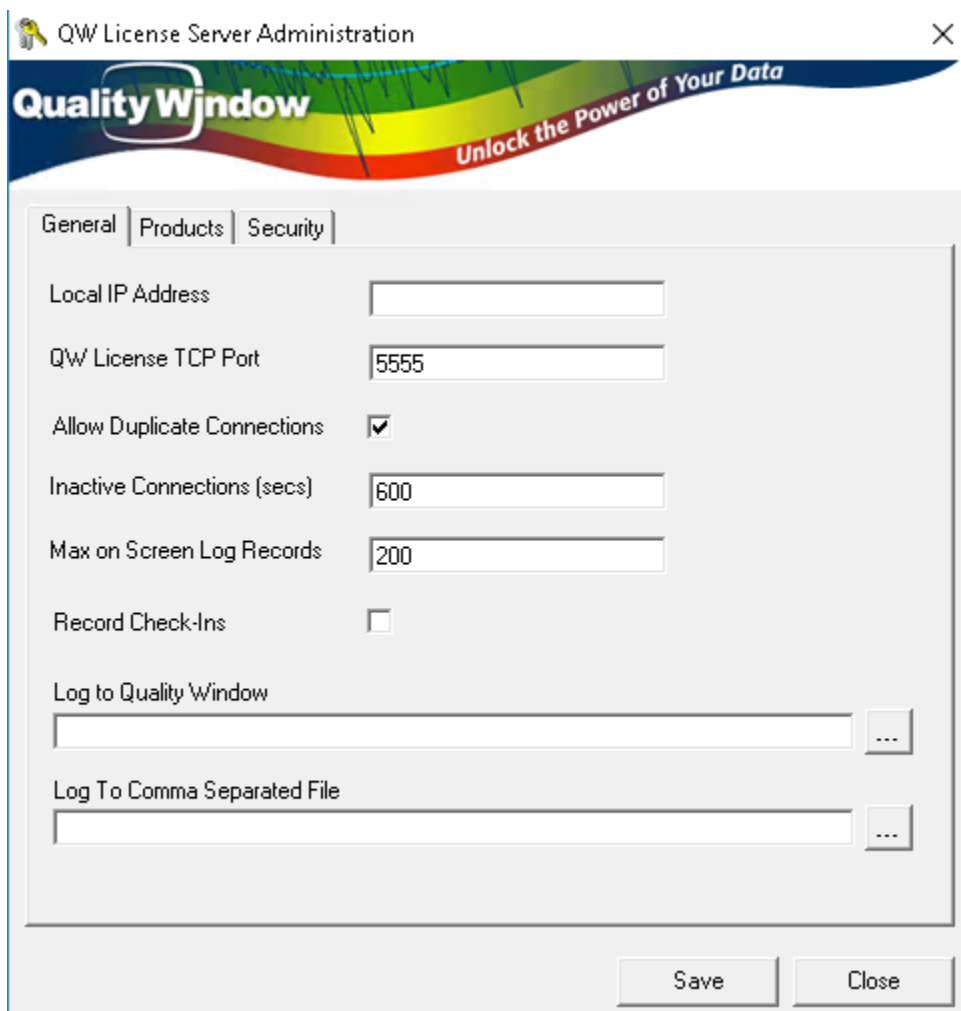 QW License Server Administration
Quality Window
Unlock the Power of Your Data
General Products Security
Local IP Address
QW License TCP Port 5555
Allow Duplicate Connections
Inactive Connections (secs) 600
Max on Screen Log Records 200
Record Check-Ins
Log to Quality Window
...
Log To Comma Separated File
...
Save Close